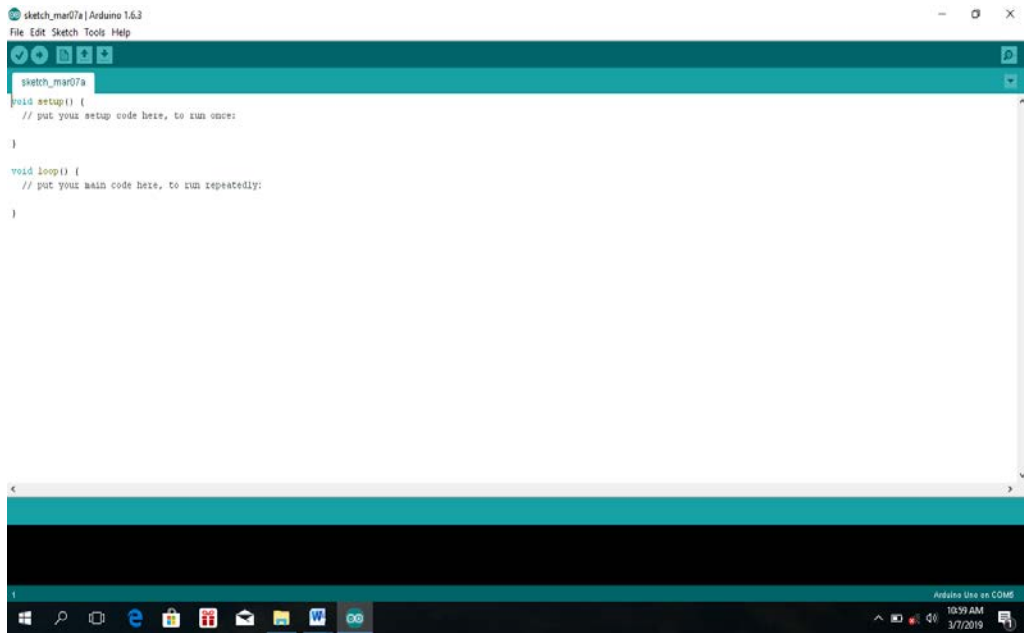 sketch_mar07a | Arduino 1.6.3
File Edit Sketch Tools Help
sketch_mar07a
void setup() {
// put your setup code here, to run once:
}
void loop() {
// put your main code here, to run repeatedly:
}
1
Arduino Uno on COM6
10:59 AM
3/7/2019